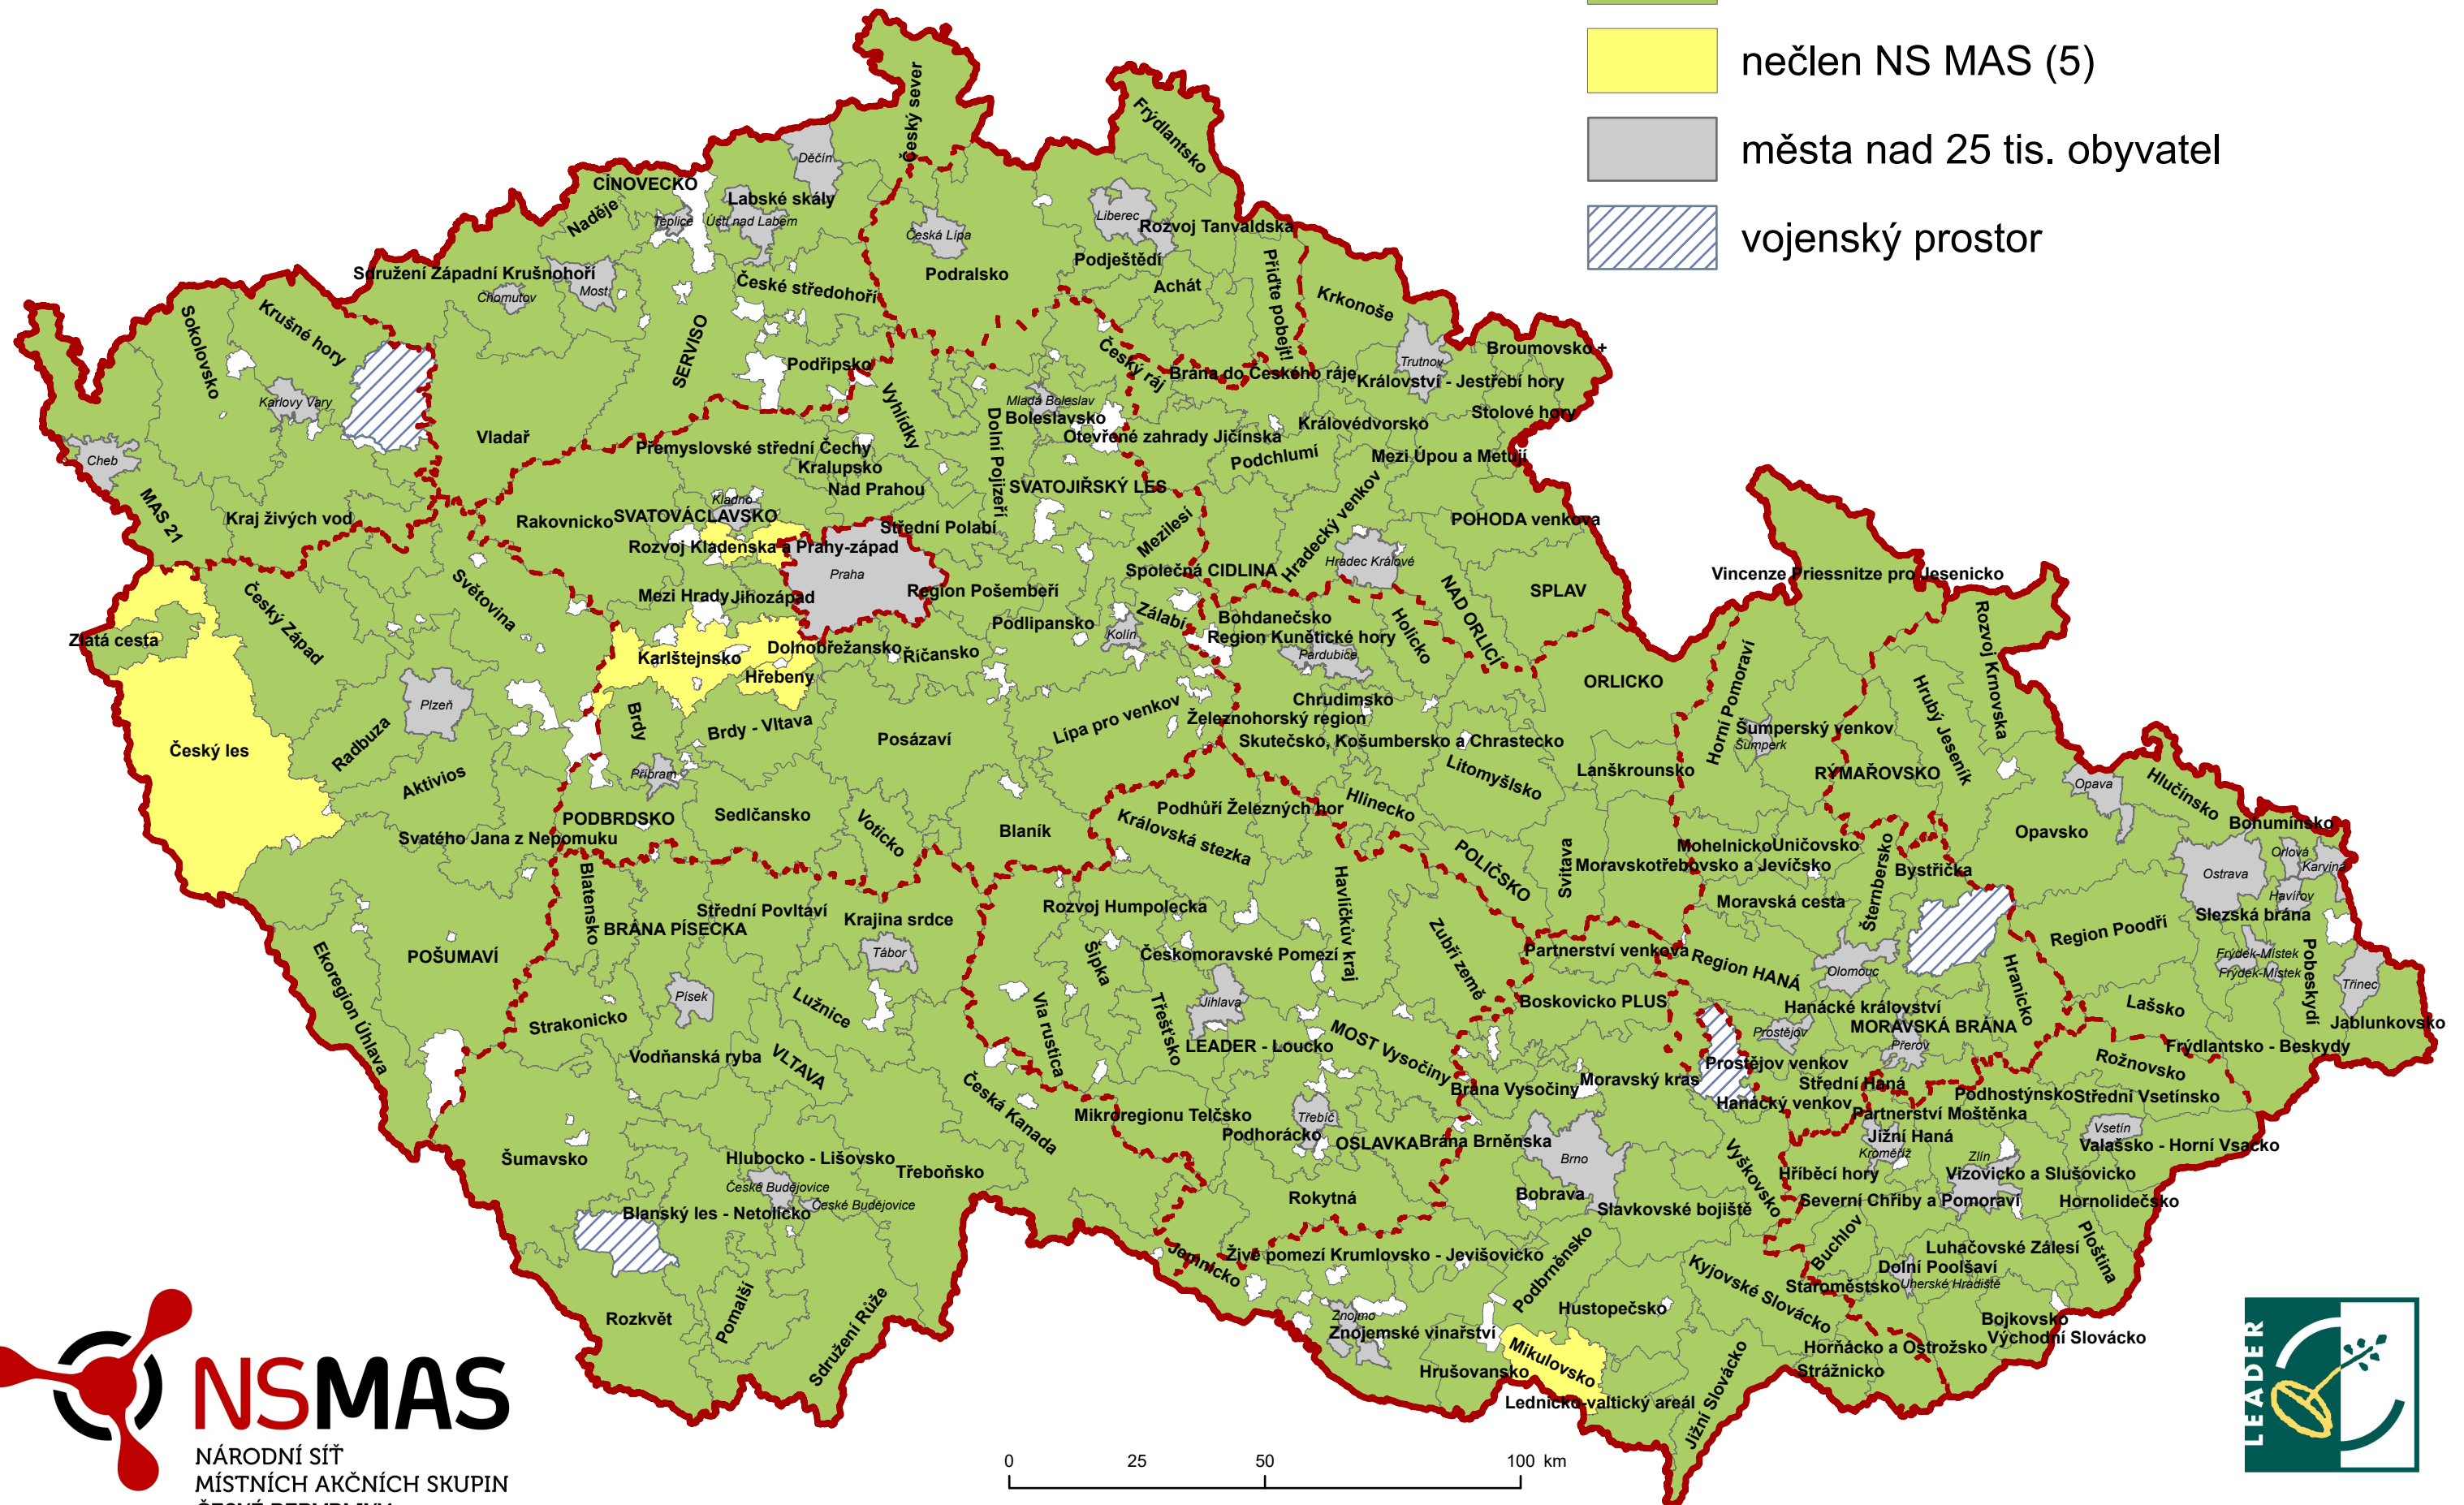 nečlen NS MAS (5)
města nad 25 tis. obyvatel
vojenský prostor
Český sever
Frýdlantsko
Děčín
CÍNOVECKO
Labské skály
Naděje
Teplice
Ústí nad Labem
Česká Lípa
Liberec
Rozvoj Tanvaldska
Sdružení Západní Krušnohoří
Chomutov
Most
České středohoří
Podralsko
Podještědí
Achát
Přiďte pobejt!
Krkonoše
Sokolovsko
Krušné hory
SERVISO
Podřipsko
Český ráj
Brána do Českého ráje
Trutnov
Broumovsko +
Království - Jestřebí hory
Karlovy Vary
Vyhlídky
Mladá Boleslav
Boleslavsko
Dolní Pojizeří
Stolové hory
Královédvorsko
Vladař
Přemyslovské střední Čechy
Otevřené zahrady Jičínska
Podchlumí
Mezi Úpou a Metují
Cheb
Kralupsko
Nad Prahou
SVATOJIŘSKÝ LES
MAS 21
Kraj živých vod
Kladno
Rakovnicko
SVATOVÁCLAVSKO
Střední Polabí
Mezilesí
Hradecký venkov
POHODA venkova
Rozvoj Kladenska a Prahy-západ
Praha
Společná CIDLINA
Hradec Králové
Vincenze Priessnitze pro Jesenicko
Český Západ
Světovina
Mezi Hrady
Jihozápad
Region Pošembeří
NAD ORLICÍ
SPLAV
Zlatá cesta
Podlipansko
Kolín
Zálabí
Bohdanečsko
Region Kunětické hory
Pardubice
Holicko
Karlštejnsko
Dolnobřežansko
Říčansko
Hřebeny
ORLICKO
Horní Pomoraví
Rozvoj Krnovska
Hrubý Jeseník
Plzeň
Radbuza
Brdy
Brdy - Vltava
Posázaví
Lípa pro venkov
Chrudimsko
Železnohorský region
Skutečsko, Košumbersko a Chrastecko
Šumperský venkov
Šumperk
Český les
Aktivios
Příbram
Litomyšlsko
Lanškrounsko
RÝMAŘOVSKO
Opava
Hlučínsko
Svatého Jana z Nepomuku
PODBRDSKO
Sedlčansko
Voticko
Blaník
Podhůří Železných hor
Královská stezka
Hlinecko
Opavsko
Bohumínsko
POLIČSKO
Svitava
Mohelnicko
Uničovsko
Moravskotřebovsko a Jevíčsko
Šternbersko
Bystřička
Ostrava
Orlová
Karviná
Havířov
Blatensko
BRÁNA PÍSECKA
Střední Povltaví
Krajina srdce
Tábor
Rozvoj Humpolecka
Havlíčkův kraj
Moravská cesta
Slezská brána
Ekoregion Úhlava
POŠUMAVÍ
Šipka
Českomoravské Pomezí
Zubří země
Partnerství venkova
Region HANÁ
Olomouc
Region Poodří
Frýdek-Místek
Frýdek-Místek
Pobeskydí
Třinec
Písek
Lužnice
Strakonicko
Via rustica
Třešťsko
Jihlava
Boskovicko PLUS
Hanácké království
Hranicko
Lašsko
Jablunkovsko
Prostějov
MORAVSKÁ BRÁNA
Přerov
LEADER - Loucko
MOST Vysočiny
Vodňanská ryba
VLTAVA
Frýdlantsko - Beskydy
Rožnovsko
Česká Kanada
Brána Vysočiny
Moravský kras
Prostějov venkov
Střední Haná
Hanácký venkov
Podhostýnsko
Střední Vsetínsko
Mikroregionu Telčsko
Třebíč
Podhorácko
OSLAVKA
Brána Brněnska
Partnerství Moštěnka
Jižní Haná
Kroměříž
Vsetín
Valašsko - Horní Vsacko
Šumavsko
Hlubocko - Lišovsko
Třeboňsko
Brno
Vyškovsko
Zlín
Hříběcí hory
Vizovicko a Slušovicko
České Budějovice
České Budějovice
Blanský les - Netolicko
Rokytná
Bobrava
Slavkovské bojiště
Severní Chřiby a Pomoraví
Hornolidečsko
Jemnicko
Živé pomezí Krumlovsko - Jevišovicko
Podbrněnsko
Buchlov
Luhačovské Zálesí
Ploština
Kyjovské Slovácko
Dolní Poolšaví
Staroměstsko
Uherské Hradiště
Rozkvět
Pomalší
Sdružení Růže
Znojmo
Znojemské vinařství
Hustopečsko
Bojkovsko
Východní Slovácko
Horňácko a Ostrožsko
Strážnicko
Mikulovsko
Hrušovansko
Lednicko-valtický areál
Jižní Slovácko
NSMAS
NÁRODNÍ SÍŤ
MÍSTNÍCH AKČNÍCH SKUPIN
0 25 50 100 km
LEADER